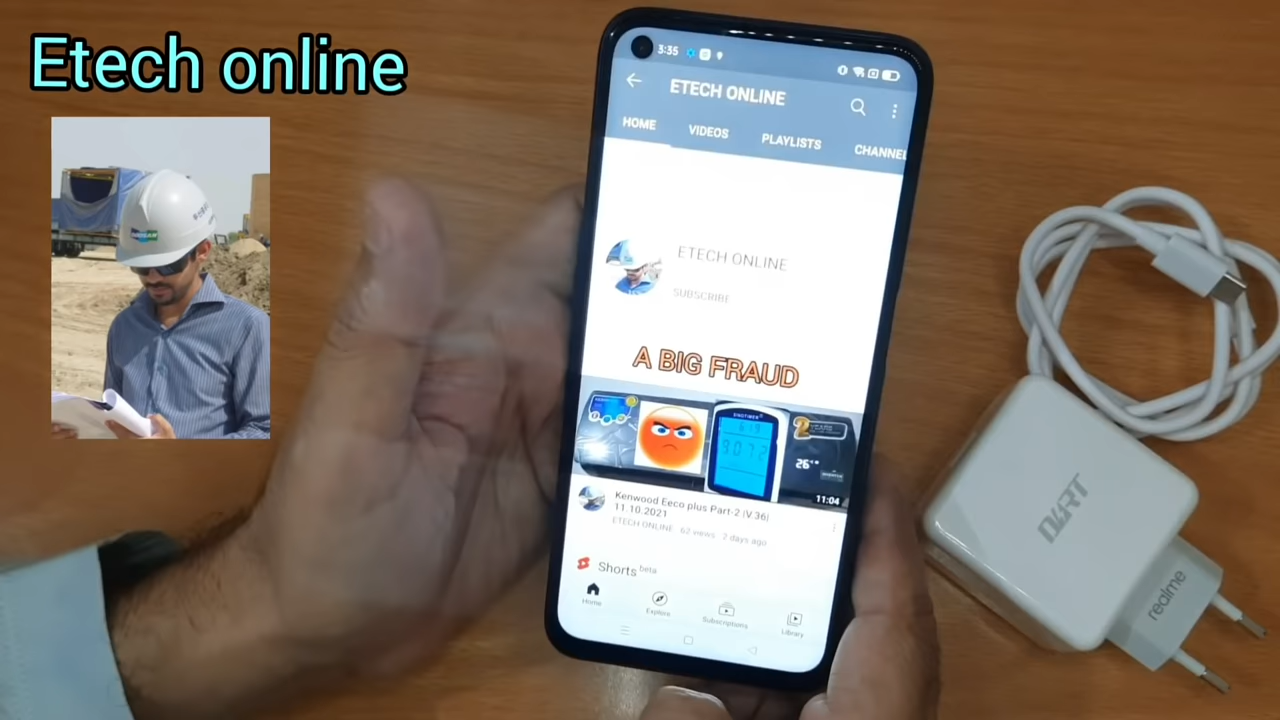 Etech online
3:35
ETECH ONLINE
HOME VIDEOS PLAYLISTS CHANNEL
ETECH ONLINE
SUBSCRIBE
A BIG FRAUD
26
11:04
Kenwood Eeco plus Part-2 |V.36|
11.10.2021
ETECH ONLINE 62 views 2 days ago
Shorts beta
Home Explore Subscriptions Library
DART
realme